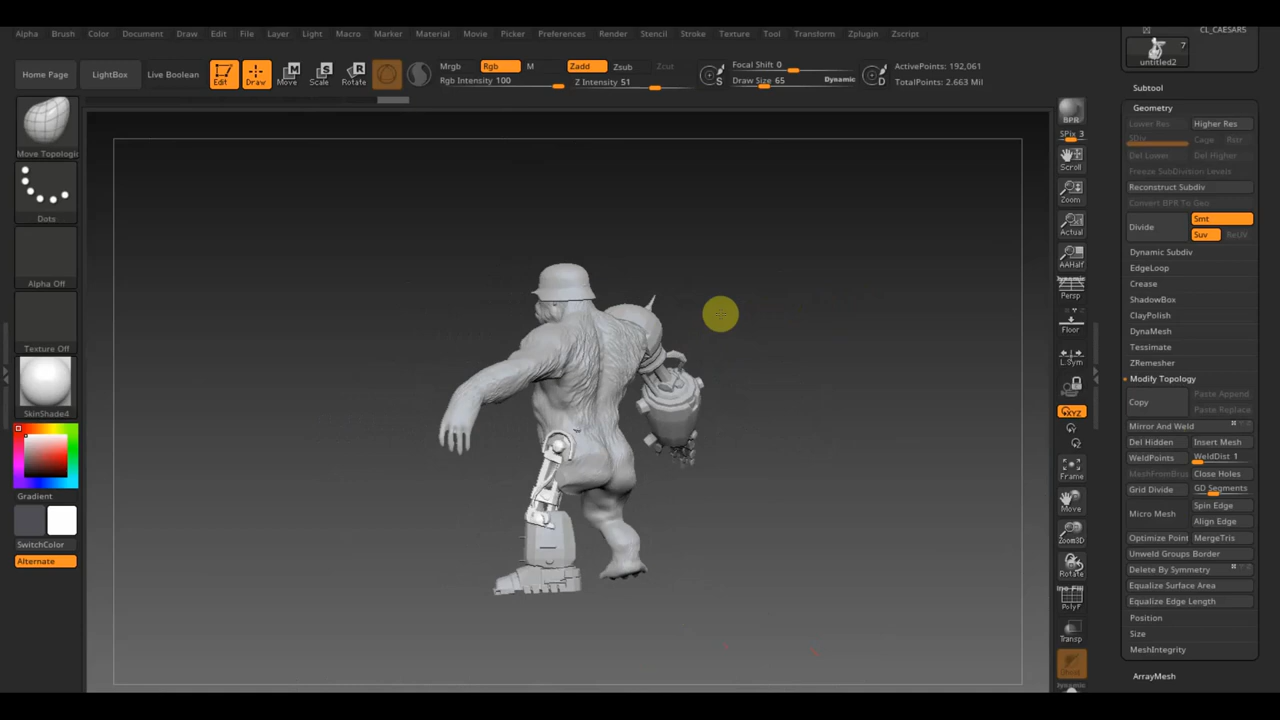 Alpha Brush Color Document Draw Edit File Layer Light Macro Marker Material Movie Picker Preferences Render Stencil Stroke Texture Tool Transform Zplugin Zscript
CL_CAESARS
7
untitled2
Home Page LightBox Live Boolean Edit Draw Move Scale Rotate
Mrgb Rgb M Zadd Zsub Zcut
Rgb Intensity 100 Z Intensity 51
S
Focal Shift 0
Draw Size 65 Dynamic
D
ActivePoints: 192,061
TotalPoints: 2.663 Mil
Move Topologic
Dots
Alpha Off
Texture Off
SkinShade4
Gradient
SwitchColor
Alternate
BPR
SPix 3
Scroll
Zoom
Actual
AAHalf
Dynamic
Persp
Floor
L.Sym
XYZ
Frame
Move
Zoom3D
Rotate
PolyF
Transp
Dynamic
Subtool
Geometry
Lower Res Higher Res
SDiv Cage Rstr
Del Lower Del Higher
Freeze SubDivision Levels
Reconstruct Subdiv
Convert BPR To Geo
Divide Smt
Suv ReUV
Dynamic Subdiv
EdgeLoop
Crease
ShadowBox
ClayPolish
DynaMesh
Tessimate
ZRemesher
Modify Topology
Copy Paste Append
Paste Replace
Mirror And Weld
Del Hidden Insert Mesh
WeldPoints WeldDist 1
MeshFromBrus Close Holes
Grid Divide GD Segments
Micro Mesh Spin Edge
Align Edge
Optimize Point MergeTris
Unweld Groups Border
Delete By Symmetry
Equalize Surface Area
Equalize Edge Length
Position
Size
MeshIntegrity
ArrayMesh